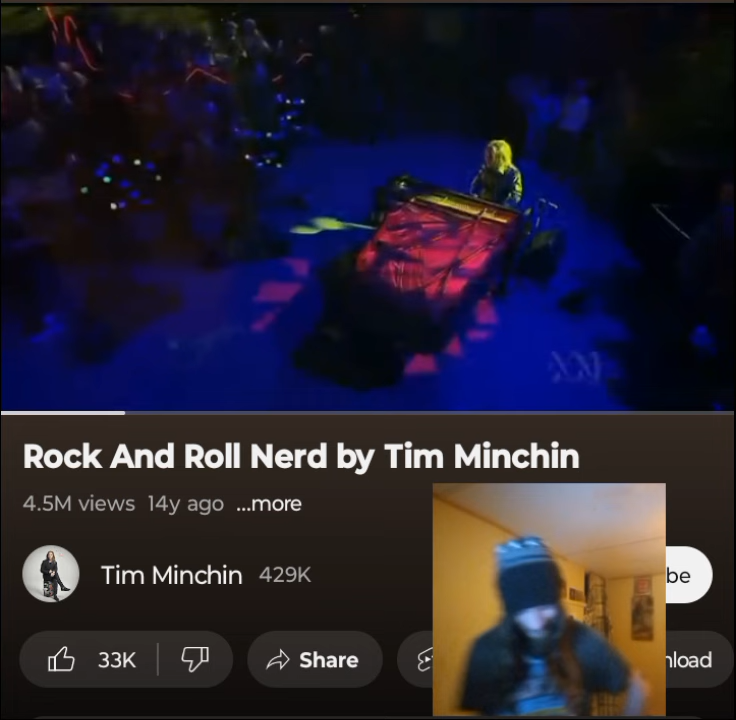 Rock And Roll Nerd by Tim Minchin
4.5M views 14y ago ...more
Tim Minchin 429K
be
33K Share nload